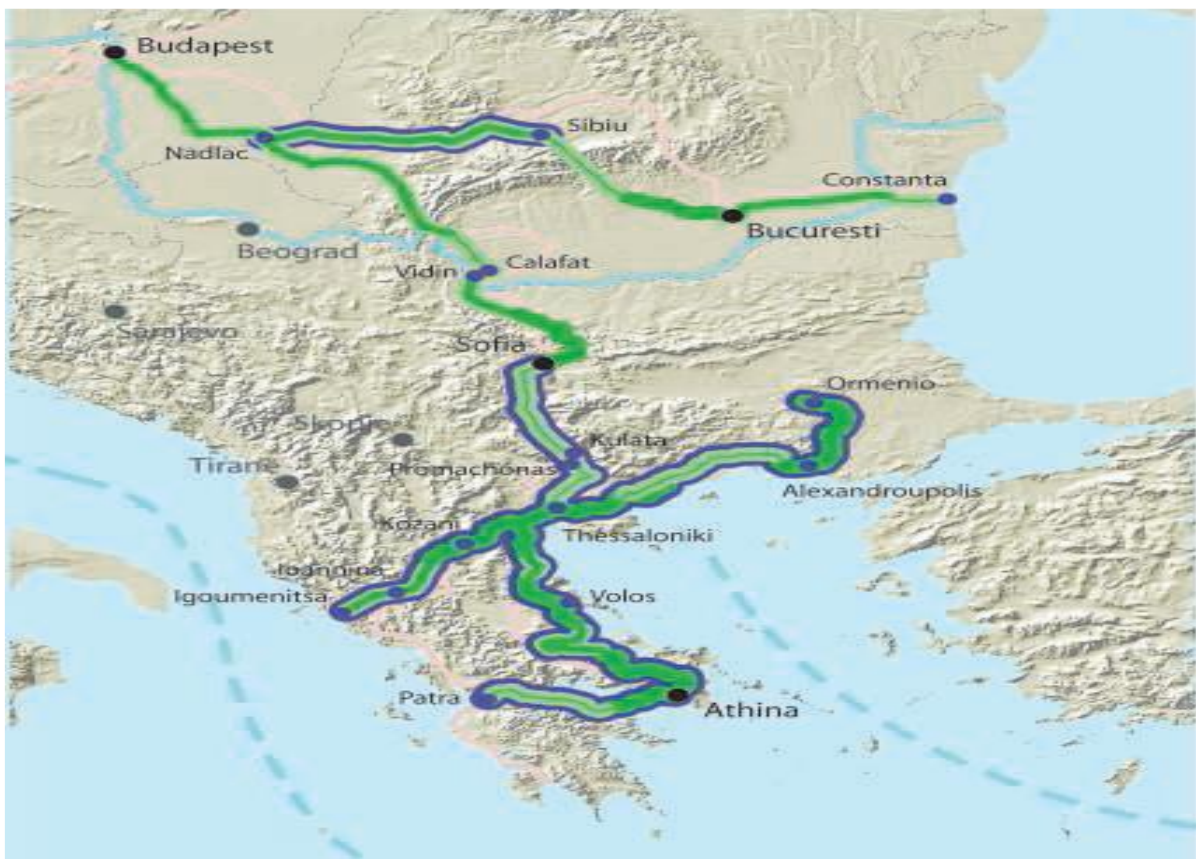 Budapest
Sibiu
Nadlac
Constanta
Bucuresti
Beograd
Calafat
Vidin
Sarajevo
Sofia
Ormenio
Skopje
Kulata
Tirane
Promachonas
Alexandroupolis
Kozani
Thessaloniki
Ioannina
Igoumenitsa
Volos
Patra
Athina